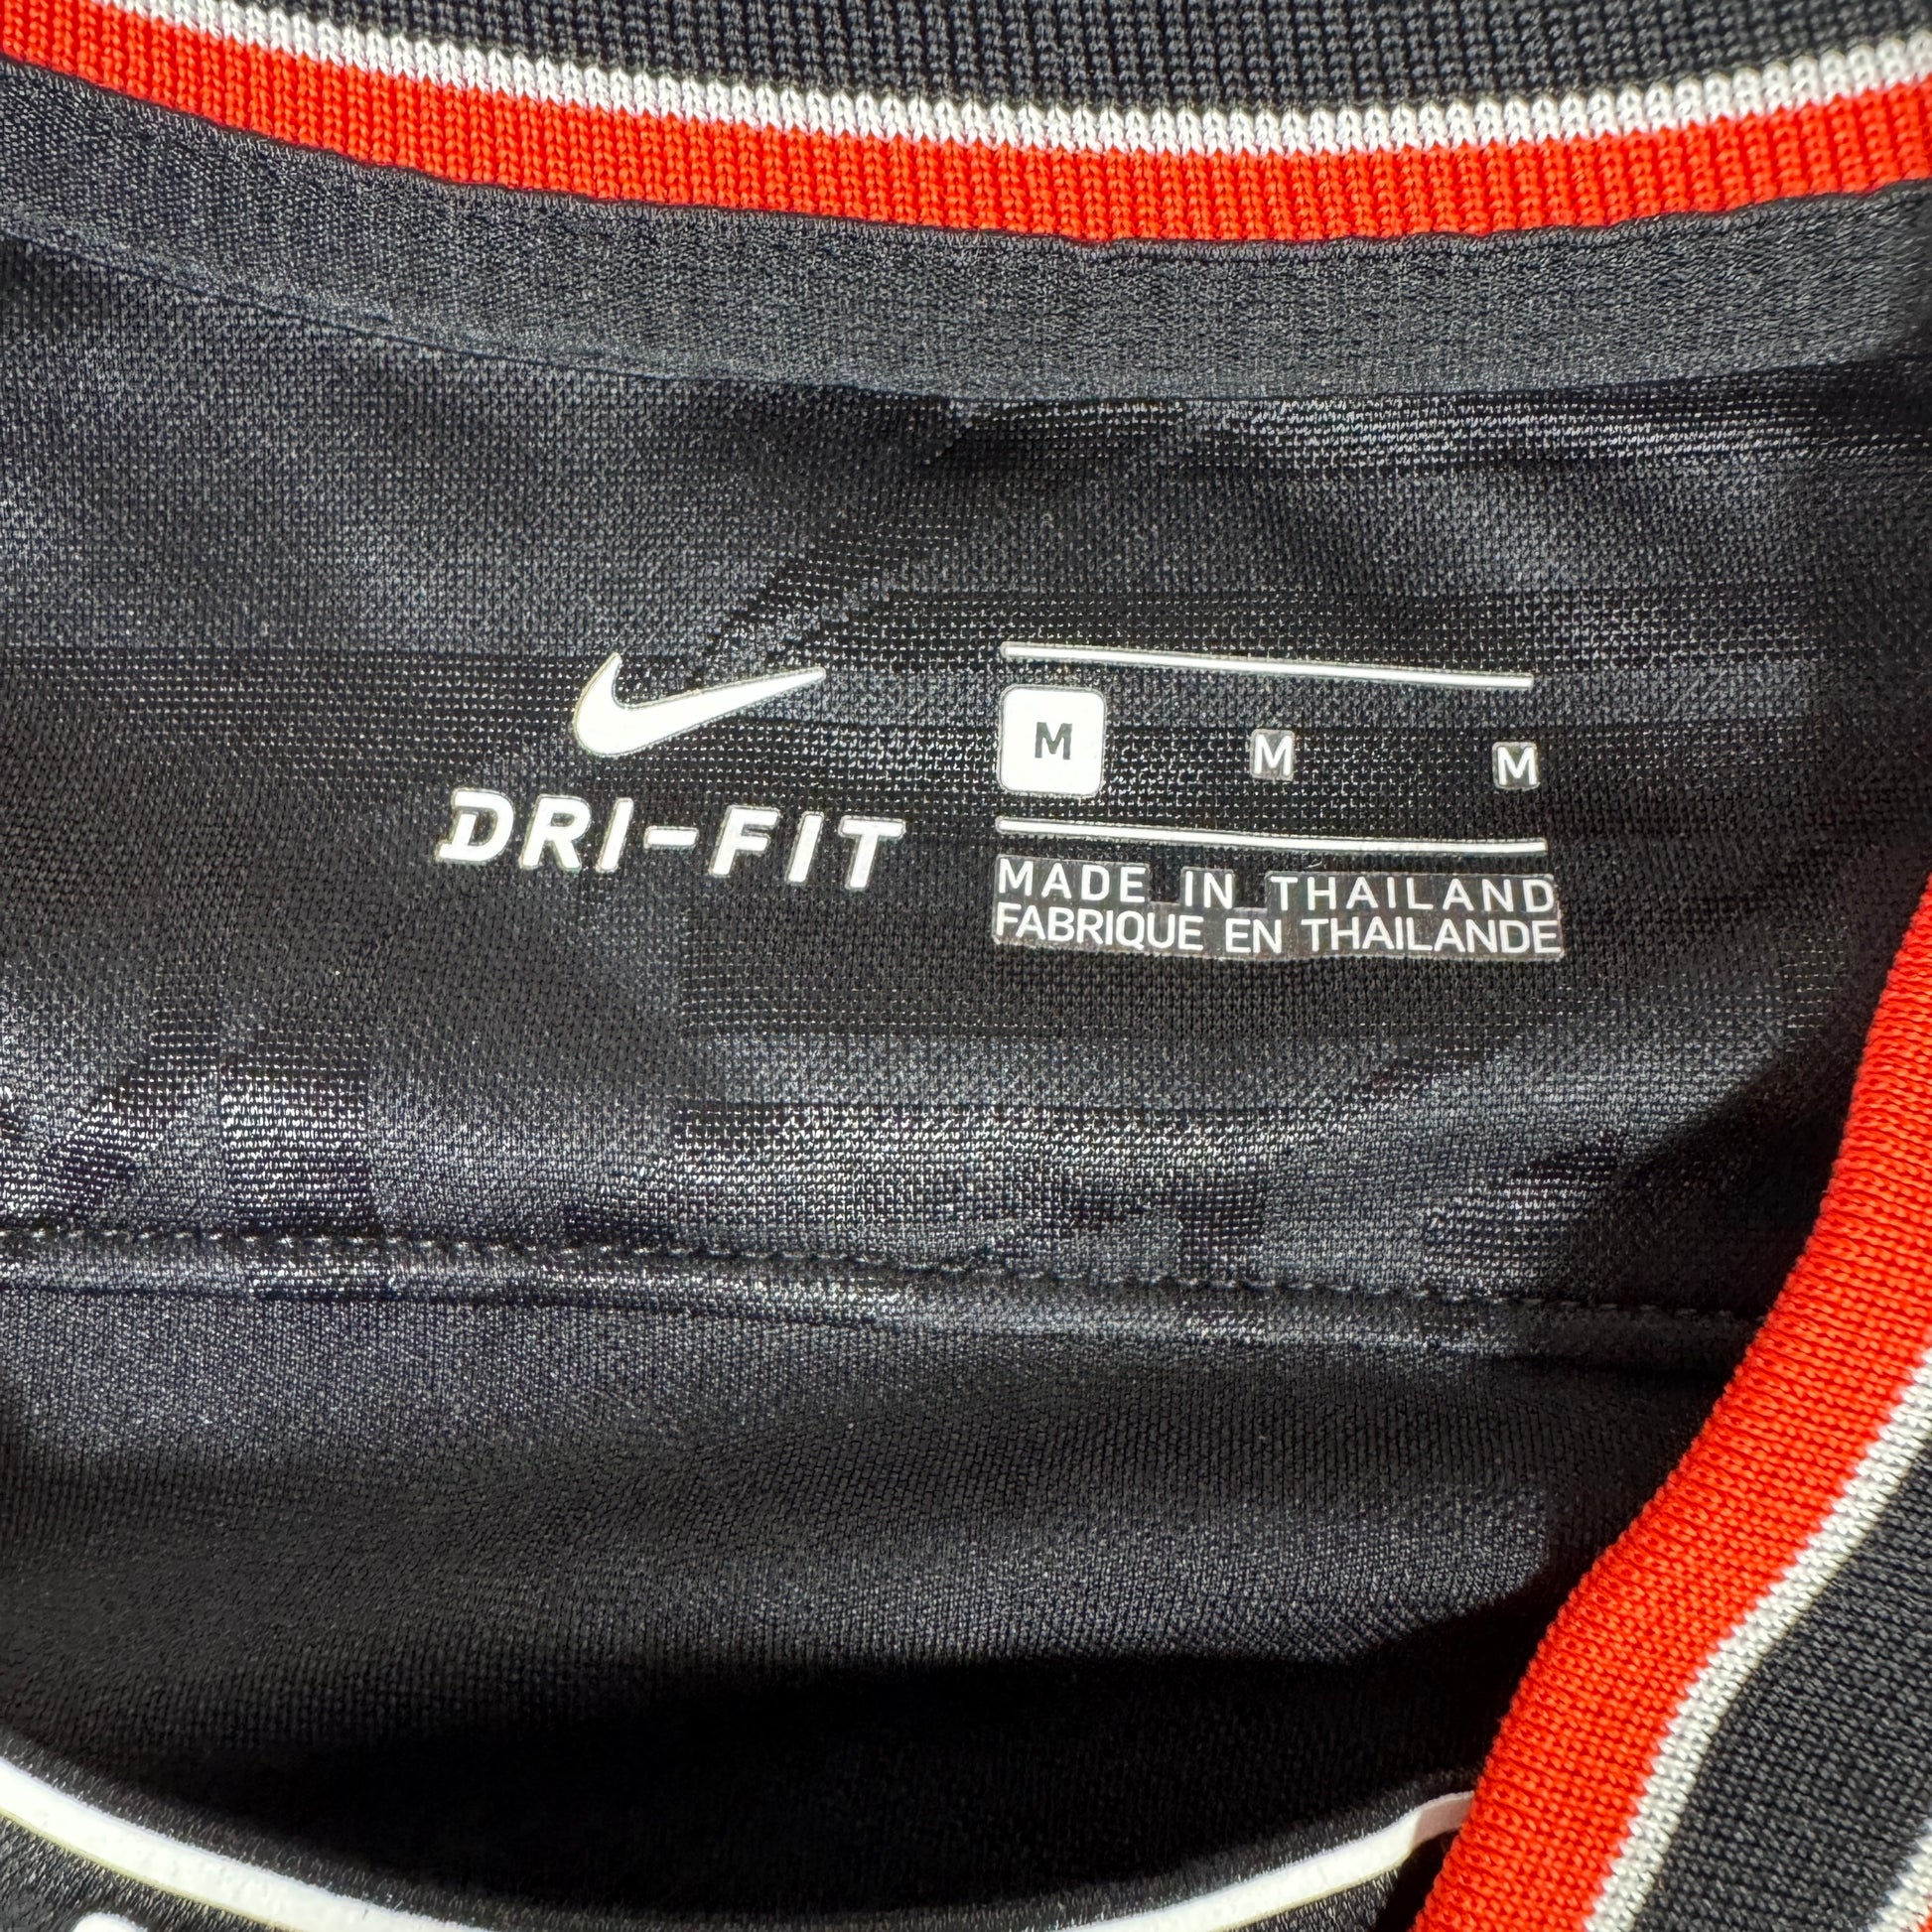 DRI-FIT
M M M
MADE IN THAILAND
FABRIQUE EN THAILANDE